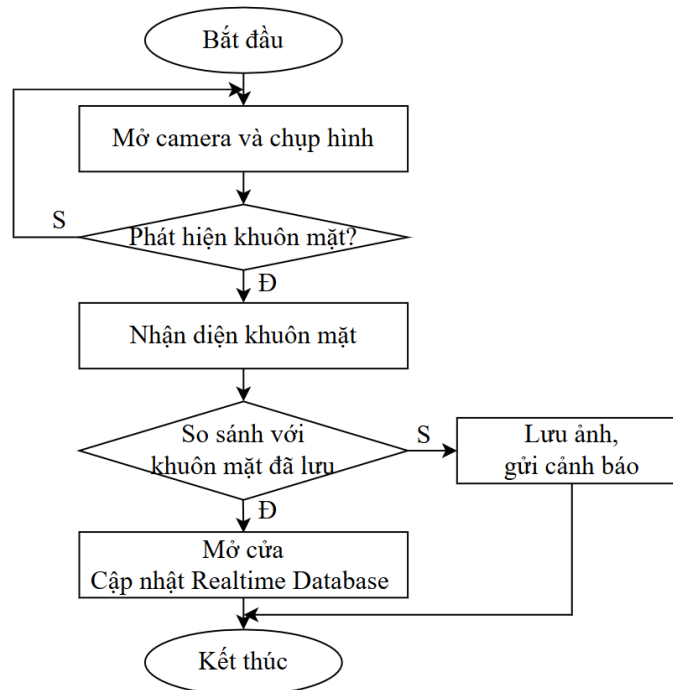 Bắt đầu
Mở camera và chụp hình
S
Phát hiện khuôn mặt?
Đ
Nhận diện khuôn mặt
So sánh với
khuôn mặt đã lưu
S
Lưu ảnh,
gửi cảnh báo
Đ
Mở cửa
Cập nhật Realtime Database
Kết thúc